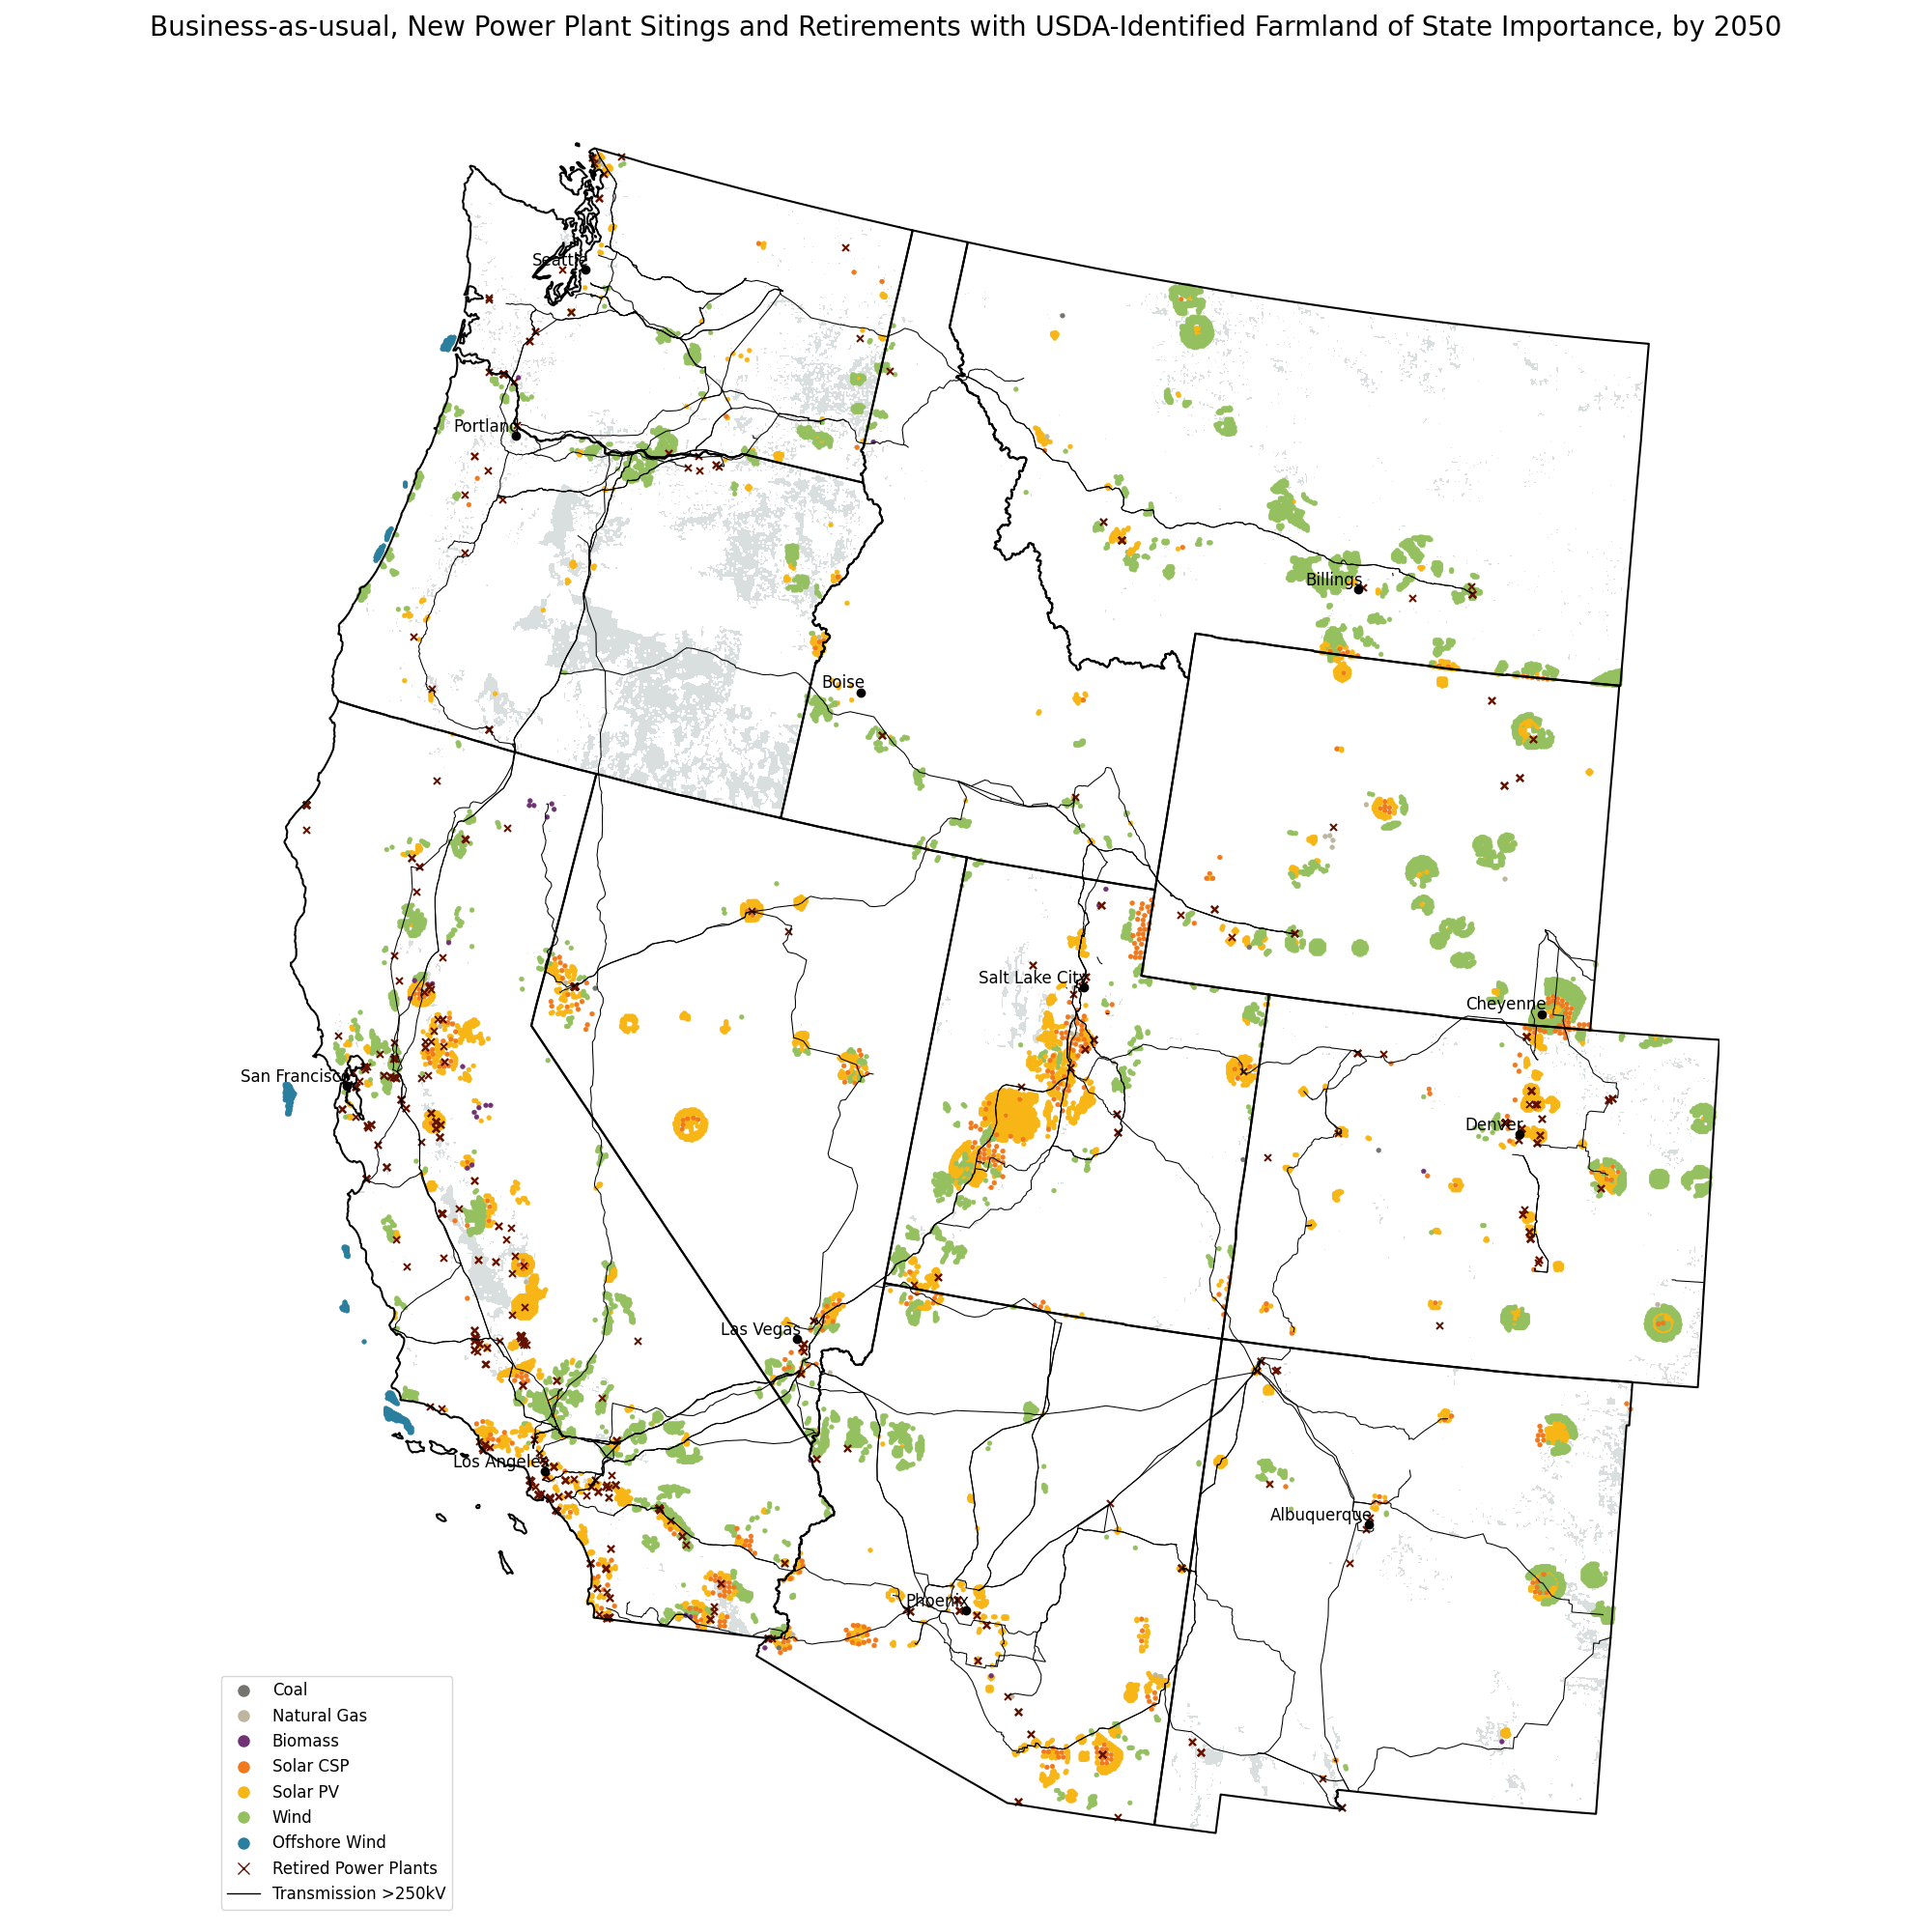 Business-as-usual, New Power Plant Sitings and Retirements with USDA-Identified Farmland of State Importance, by 2050
Seattle
Portland
Billings
Boise
Salt Lake City
Cheyenne
San Francisco
Denver
Las Vegas
Los Angeles
Albuquerque
Phoenix
Coal
Natural Gas
Biomass
Solar CSP
Solar PV
Wind
Offshore Wind
Retired Power Plants
Transmission >250kV